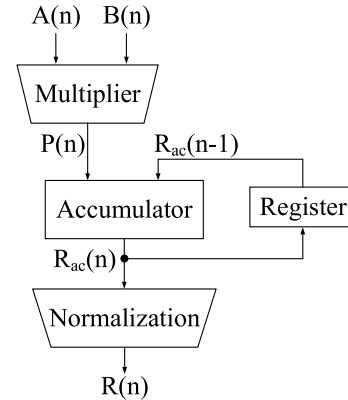 A(n) B(n)
Multiplier
P(n) R_ac(n-1)
Accumulator Register
R_ac(n)
Normalization
R(n)